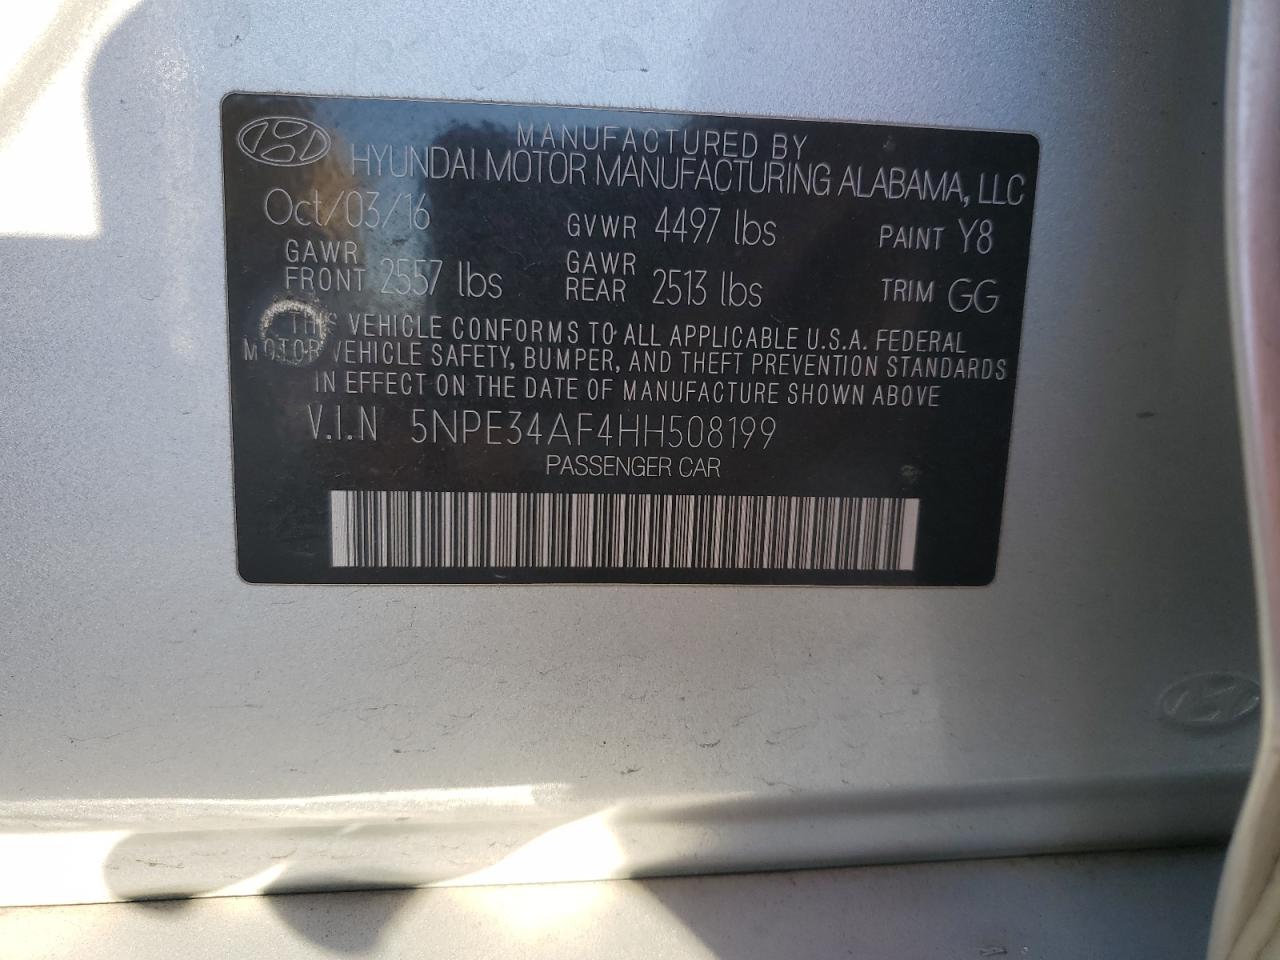 MANUFACTURED BY
HYUNDAI MOTOR MANUFACTURING ALABAMA, LLC
Oct/03/16 GVWR 4497 lbs PAINT Y8
GAWR FRONT 2557 lbs GAWR REAR 2513 lbs TRIM GG
THIS VEHICLE CONFORMS TO ALL APPLICABLE U.S.A. FEDERAL
MOTOR VEHICLE SAFETY, BUMPER, AND THEFT PREVENTION STANDARDS
IN EFFECT ON THE DATE OF MANUFACTURE SHOWN ABOVE
V.I.N 5NPE34AF4HH508199
PASSENGER CAR